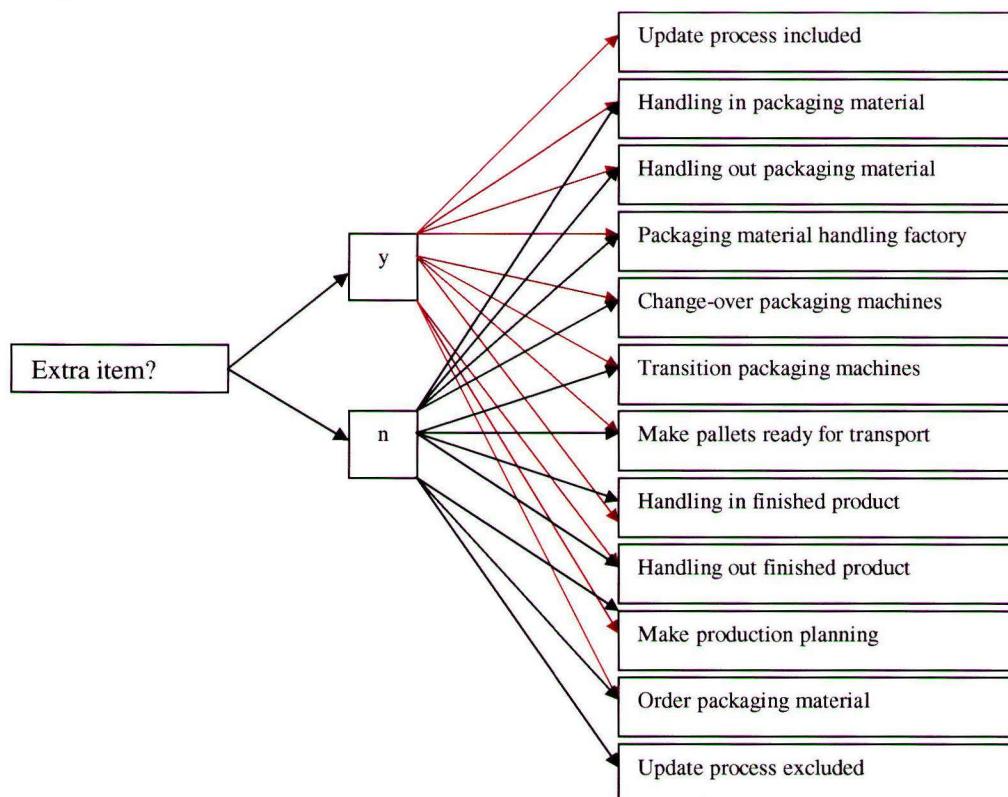 Extra item?
y
n
Update process included
Handling in packaging material
Handling out packaging material
Packaging material handling factory
Change-over packaging machines
Transition packaging machines
Make pallets ready for transport
Handling in finished product
Handling out finished product
Make production planning
Order packaging material
Update process excluded